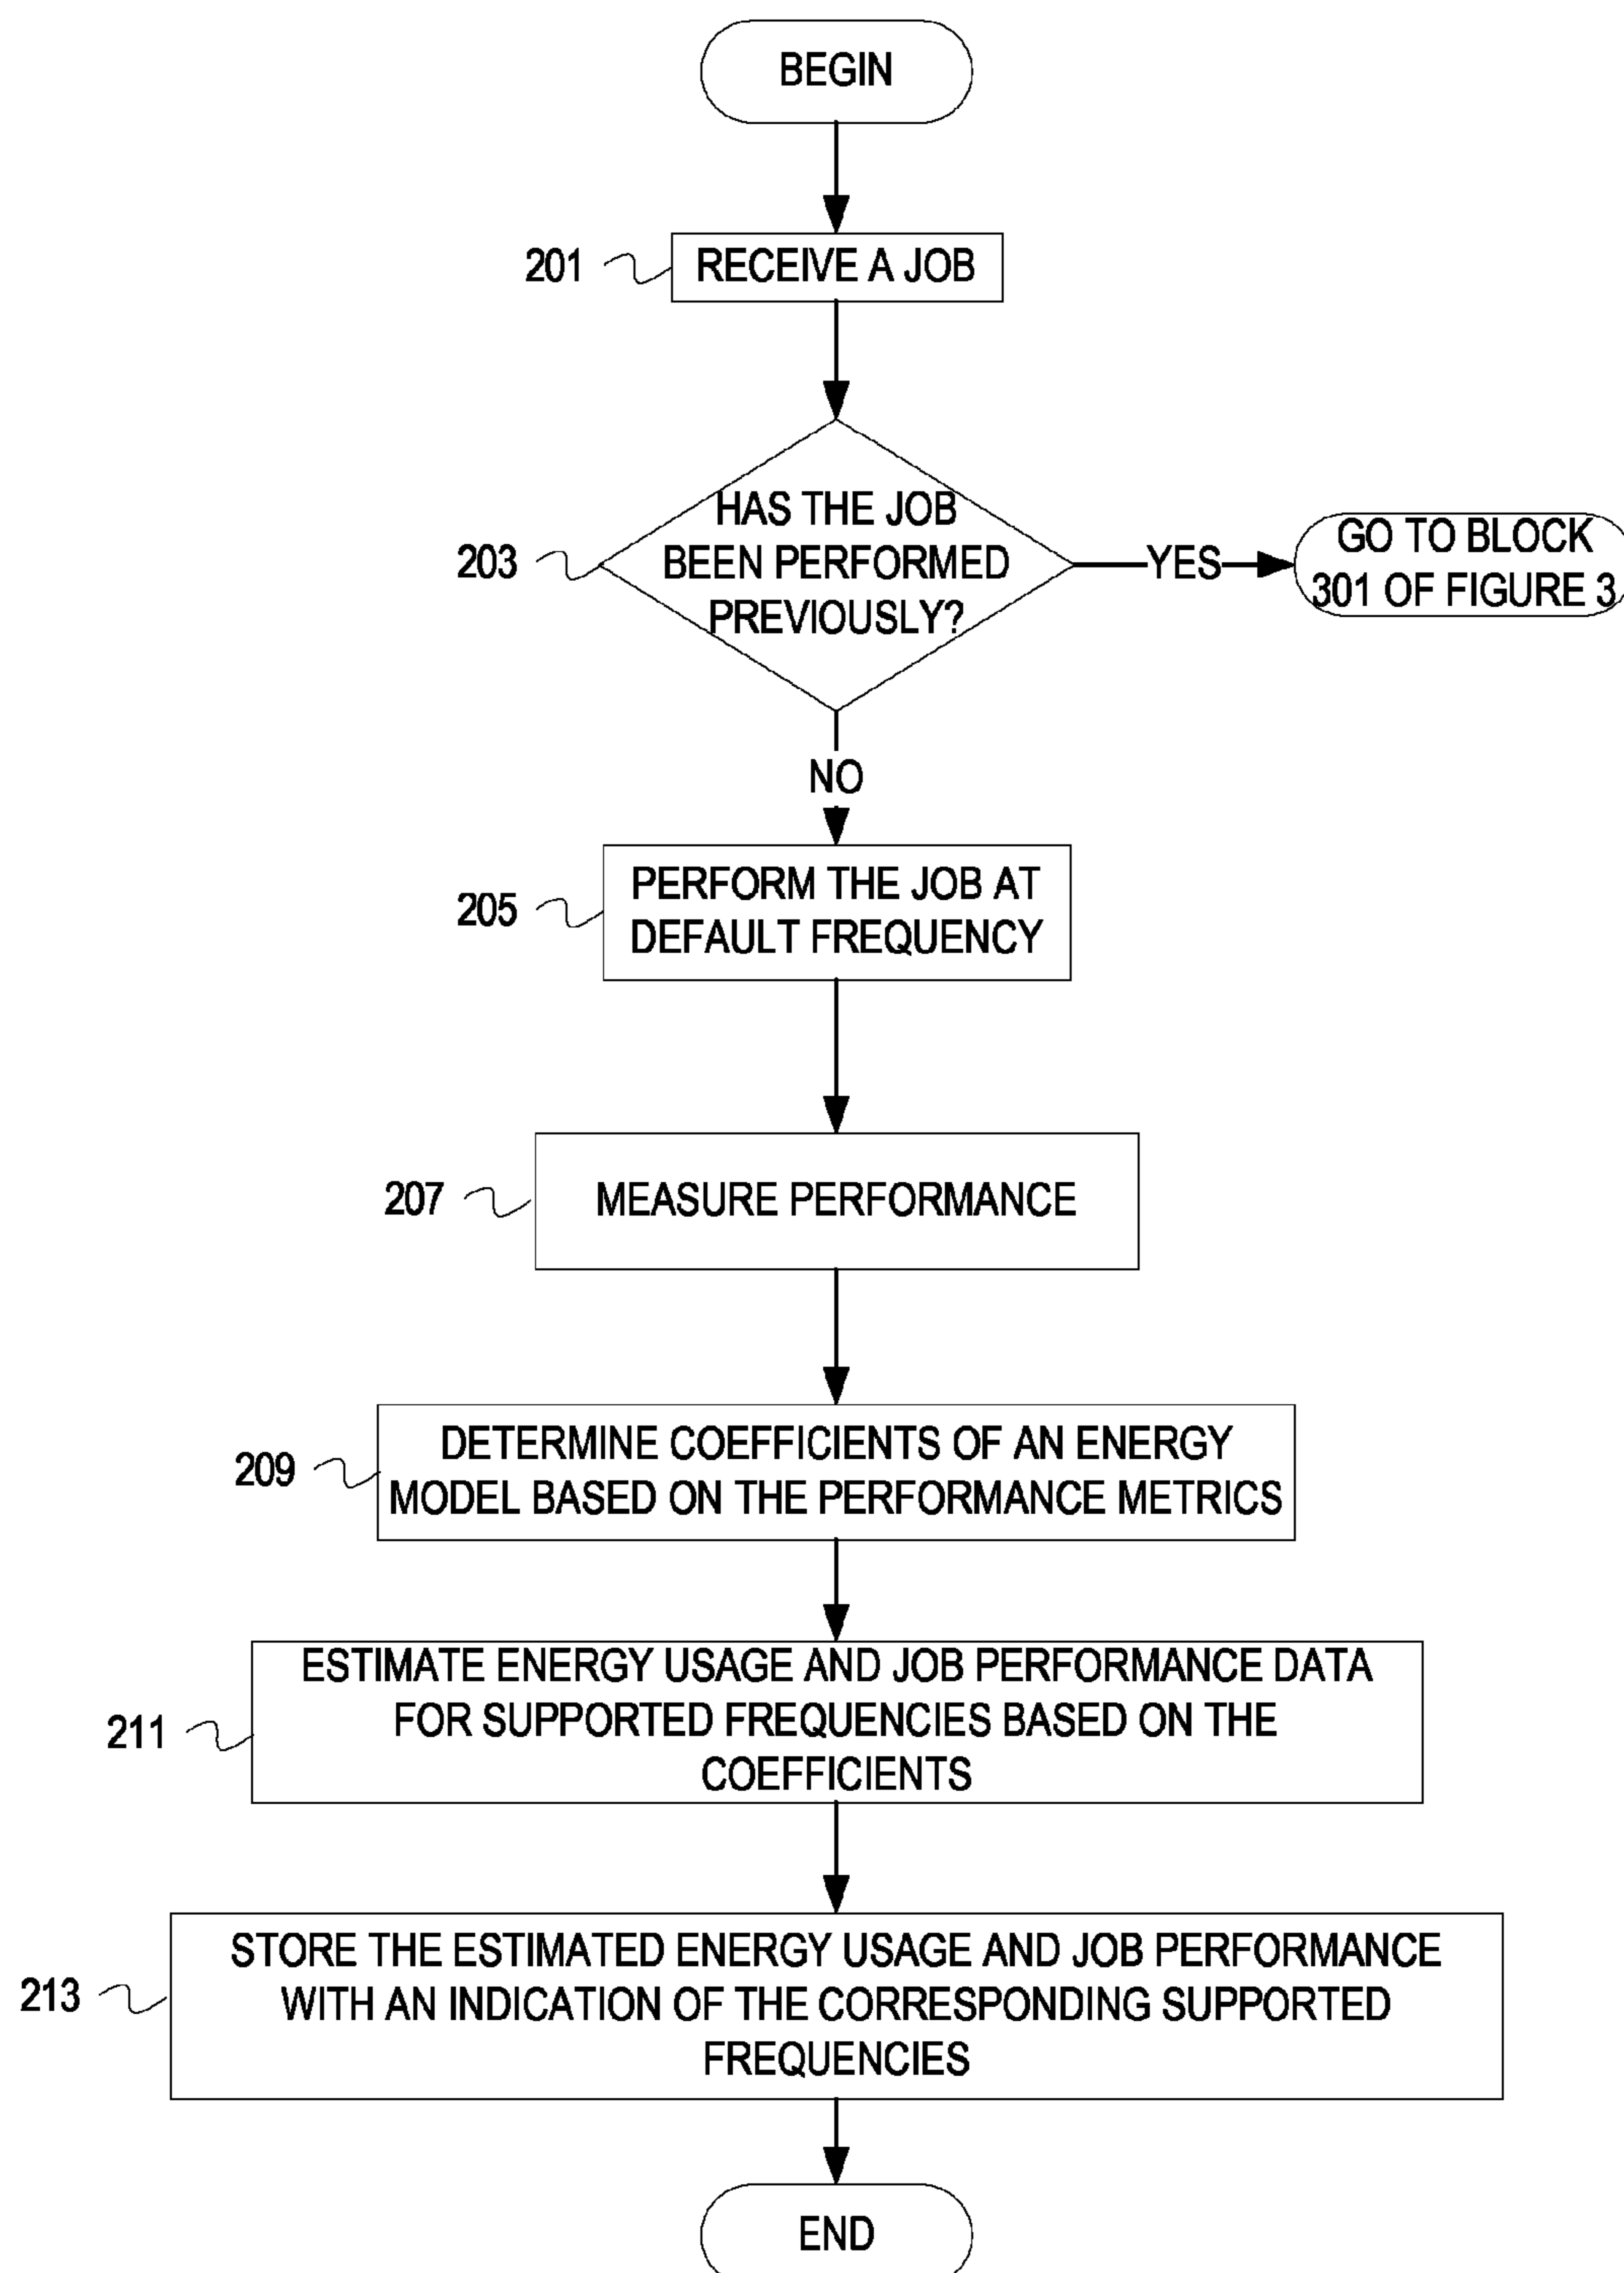 BEGIN
201
RECEIVE A JOB
HAS THE JOB
203
BEEN PERFORMED
PREVIOUSLY?
YES
GO TO BLOCK
301 OF FIGURE 3
NO
205
PERFORM THE JOB AT
DEFAULT FREQUENCY
207
MEASURE PERFORMANCE
209
DETERMINE COEFFICIENTS OF AN ENERGY
MODEL BASED ON THE PERFORMANCE METRICS
211
ESTIMATE ENERGY USAGE AND JOB PERFORMANCE DATA
FOR SUPPORTED FREQUENCIES BASED ON THE
COEFFICIENTS
213
STORE THE ESTIMATED ENERGY USAGE AND JOB PERFORMANCE
WITH AN INDICATION OF THE CORRESPONDING SUPPORTED
FREQUENCIES
END